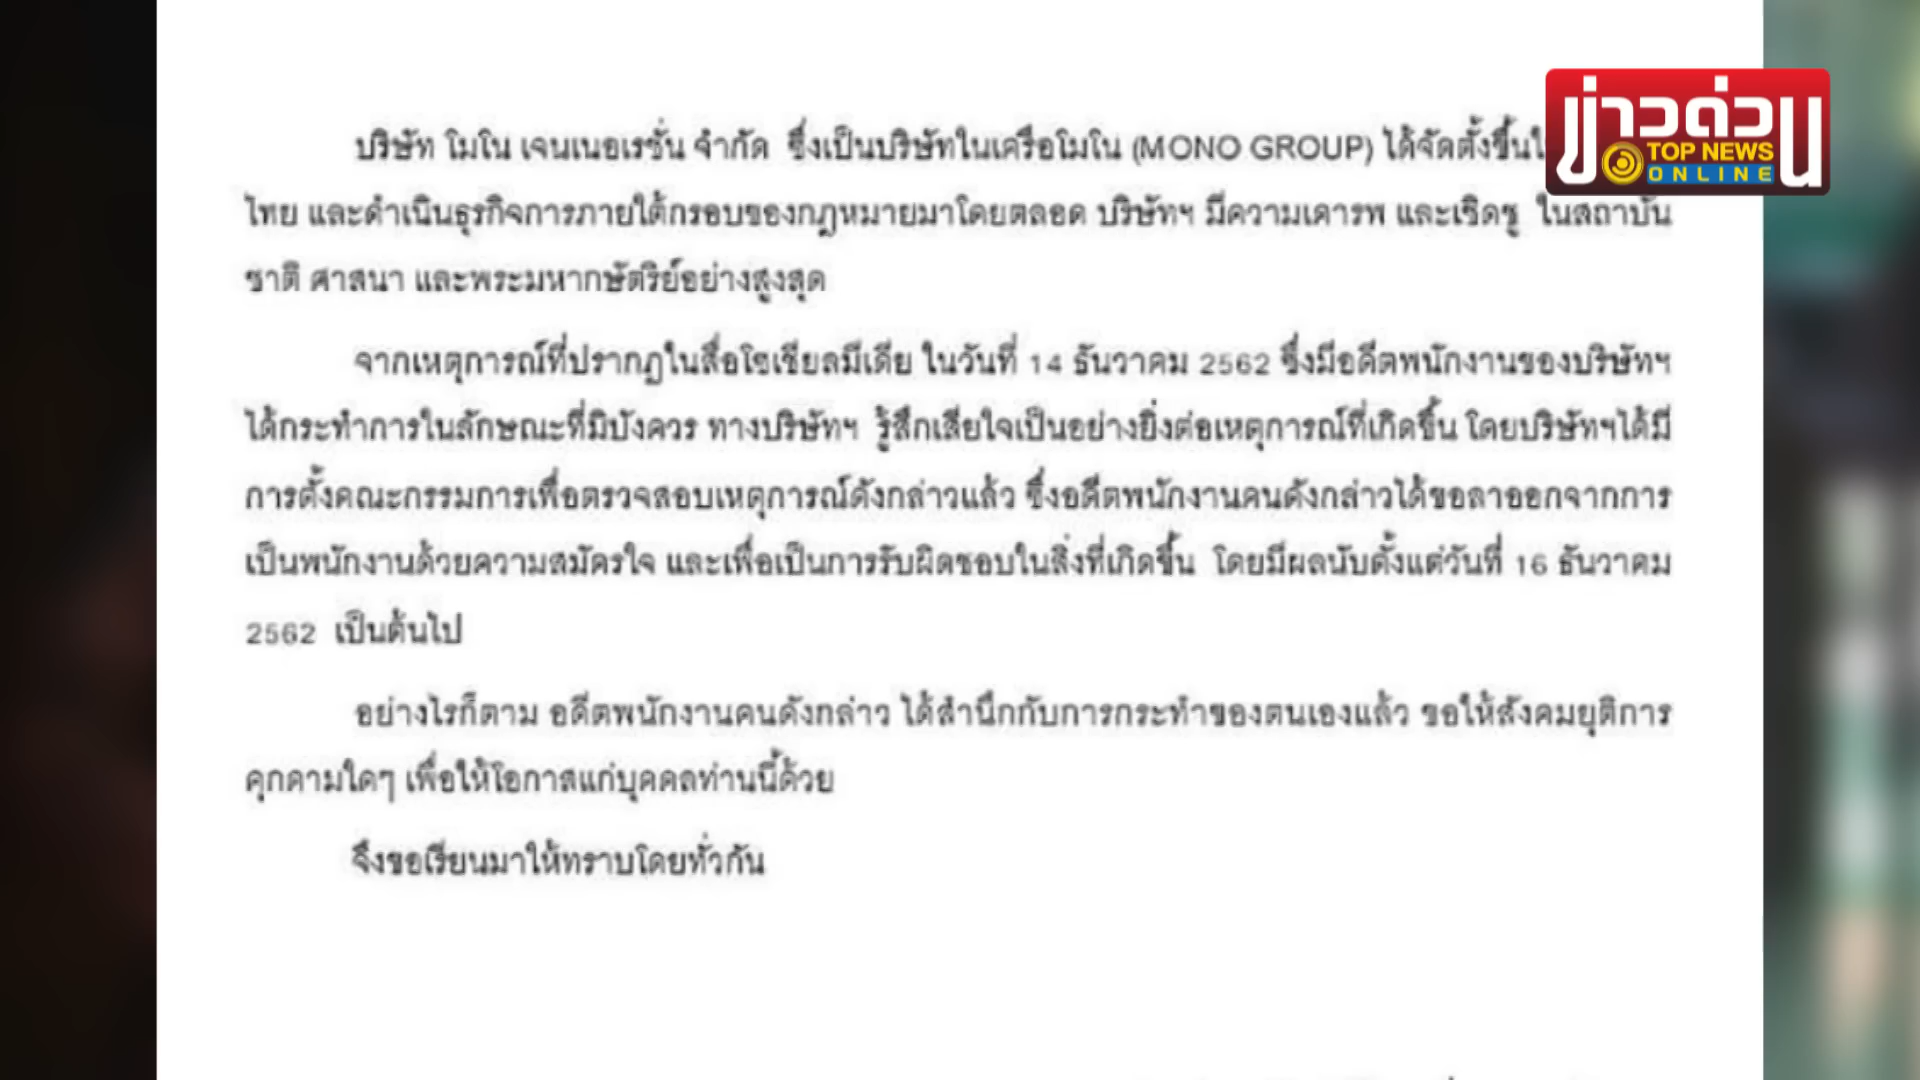 บริษัท โมโน เจนเนอเรชั่น จำกัด ซึ่งเป็นบริษัทในเครือโมโน (MONO GROUP) ได้จัดตั้งขึ้นใ
ไทย และดำเนินธุรกิจการภายใต้กรอบของกฎหมายมาโดยตลอด บริษัทฯ มีความเคารพ และเชิดชู ในสถาบัน
ชาติ ศาสนา และพระมหากษัตริย์อย่างสูงสุด
จากเหตุการณ์ที่ปรากฏในสื่อโซเชียลมีเดีย ในวันที่ 14 ธันวาคม 2562 ซึ่งมีอดีตพนักงานของบริษัทฯ
ได้กระทำการในลักษณะที่มิบังควร ทางบริษัทฯ รู้สึกเสียใจเป็นอย่างยิ่งต่อเหตุการณ์ที่เกิดขึ้น โดยบริษัทฯได้มี
การตั้งคณะกรรมการเพื่อตรวจสอบเหตุการณ์ดังกล่าวแล้ว ซึ่งอดีตพนักงานคนดังกล่าวได้ขอลาออกจากการ
เป็นพนักงานด้วยความสมัครใจ และเพื่อเป็นการรับผิดชอบในสิ่งที่เกิดขึ้น โดยมีผลนับตั้งแต่วันที่ 16 ธันวาคม
2562 เป็นต้นไป
อย่างไรก็ตาม อดีตพนักงานคนดังกล่าว ได้สำนึกกับการกระทำของตนเองแล้ว ขอให้สังคมยุติการ
คุกคามใดๆ เพื่อให้โอกาสแก่บุคคลท่านนี้ด้วย
จึงขอเรียนมาให้ทราบโดยทั่วกัน
ข่าวด่วน
TOP NEWS
ONLINE